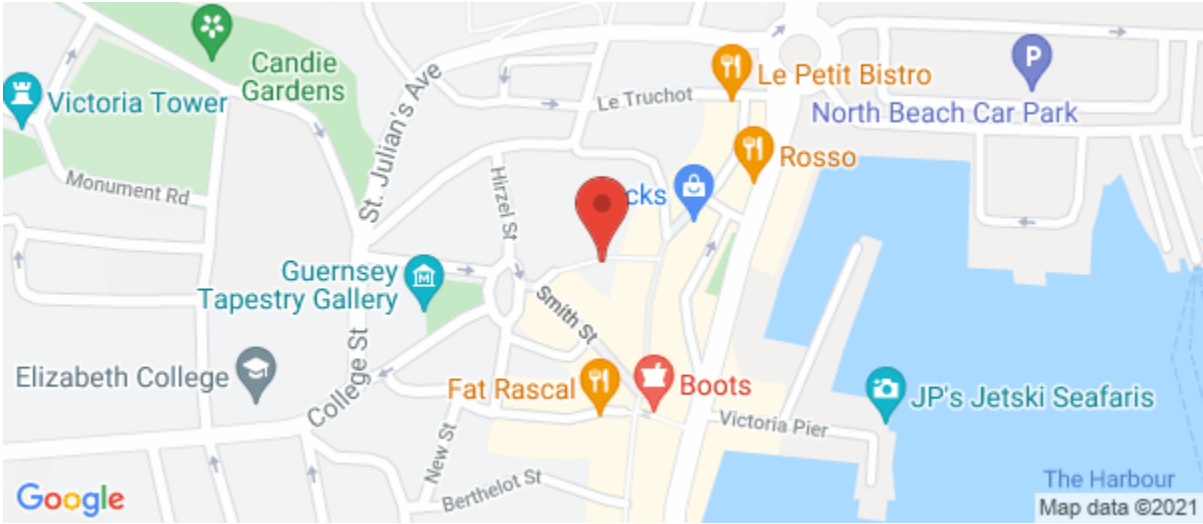 Candie
Gardens
Victoria Tower
Monument Rd
St. Julian's Ave
Hirzel St
Le Truchot
Le Petit Bistro
North Beach Car Park
Rosso
cks
Guernsey
Tapestry Gallery
Smith St
Elizabeth College
College St
Fat Rascal
Boots
JP's Jetski Seafaris
Victoria Pier
New St
Berthelot St
The Harbour
Google
Map data ©2021